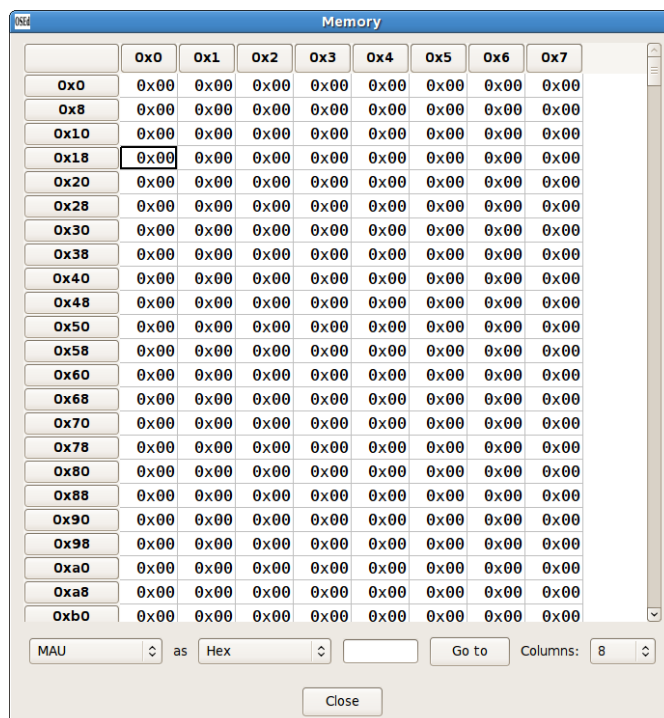 OSEd Memory
0x0 0x1 0x2 0x3 0x4 0x5 0x6 0x7
0x0 0x00 0x00 0x00 0x00 0x00 0x00 0x00 0x00
0x8 0x00 0x00 0x00 0x00 0x00 0x00 0x00 0x00
0x10 0x00 0x00 0x00 0x00 0x00 0x00 0x00 0x00
0x18 0x00 0x00 0x00 0x00 0x00 0x00 0x00 0x00
0x20 0x00 0x00 0x00 0x00 0x00 0x00 0x00 0x00
0x28 0x00 0x00 0x00 0x00 0x00 0x00 0x00 0x00
0x30 0x00 0x00 0x00 0x00 0x00 0x00 0x00 0x00
0x38 0x00 0x00 0x00 0x00 0x00 0x00 0x00 0x00
0x40 0x00 0x00 0x00 0x00 0x00 0x00 0x00 0x00
0x48 0x00 0x00 0x00 0x00 0x00 0x00 0x00 0x00
0x50 0x00 0x00 0x00 0x00 0x00 0x00 0x00 0x00
0x58 0x00 0x00 0x00 0x00 0x00 0x00 0x00 0x00
0x60 0x00 0x00 0x00 0x00 0x00 0x00 0x00 0x00
0x68 0x00 0x00 0x00 0x00 0x00 0x00 0x00 0x00
0x70 0x00 0x00 0x00 0x00 0x00 0x00 0x00 0x00
0x78 0x00 0x00 0x00 0x00 0x00 0x00 0x00 0x00
0x80 0x00 0x00 0x00 0x00 0x00 0x00 0x00 0x00
0x88 0x00 0x00 0x00 0x00 0x00 0x00 0x00 0x00
0x90 0x00 0x00 0x00 0x00 0x00 0x00 0x00 0x00
0x98 0x00 0x00 0x00 0x00 0x00 0x00 0x00 0x00
0xa0 0x00 0x00 0x00 0x00 0x00 0x00 0x00 0x00
0xa8 0x00 0x00 0x00 0x00 0x00 0x00 0x00 0x00
0xb0 0x00 0x00 0x00 0x00 0x00 0x00 0x00 0x00
MAU as Hex Go to Columns: 8
Close